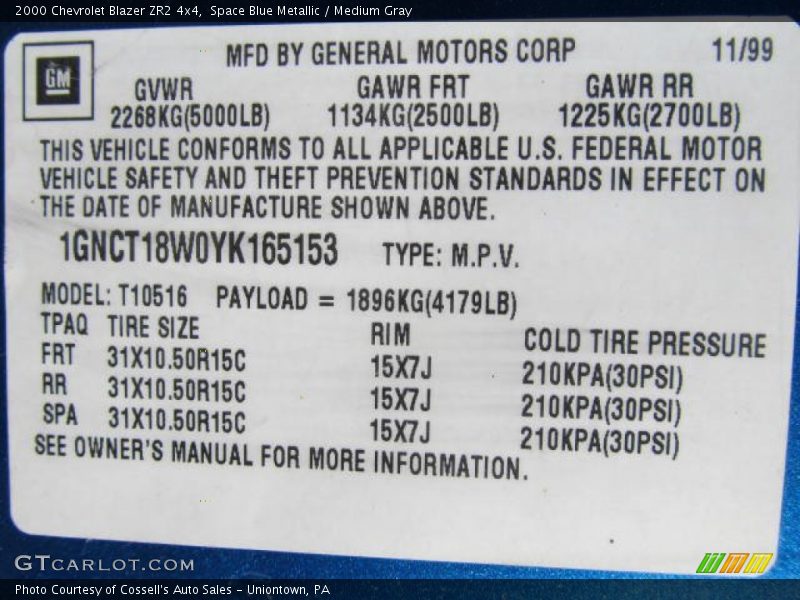 2000 Chevrolet Blazer ZR2 4x4, Space Blue Metallic / Medium Gray
MFD BY GENERAL MOTORS CORP 11/99
GM
GVWR GAWR FRT GAWR RR
2268KG(5000LB) 1134KG(2500LB) 1225KG(2700LB)
THIS VEHICLE CONFORMS TO ALL APPLICABLE U.S. FEDERAL MOTOR
VEHICLE SAFETY AND THEFT PREVENTION STANDARDS IN EFFECT ON
THE DATE OF MANUFACTURE SHOWN ABOVE.
1GNCT18W0YK165153 TYPE: M.P.V.
MODEL: T10516 PAYLOAD = 1896KG(4179LB)
TPAQ TIRE SIZE RIM COLD TIRE PRESSURE
FRT 31X10.50R15C 15X7J 210KPA(30PSI)
RR 31X10.50R15C 15X7J 210KPA(30PSI)
SPA 31X10.50R15C 15X7J 210KPA(30PSI)
SEE OWNER'S MANUAL FOR MORE INFORMATION.
GTCARLOT.COM
Photo Courtesy of Cossell's Auto Sales - Uniontown, PA